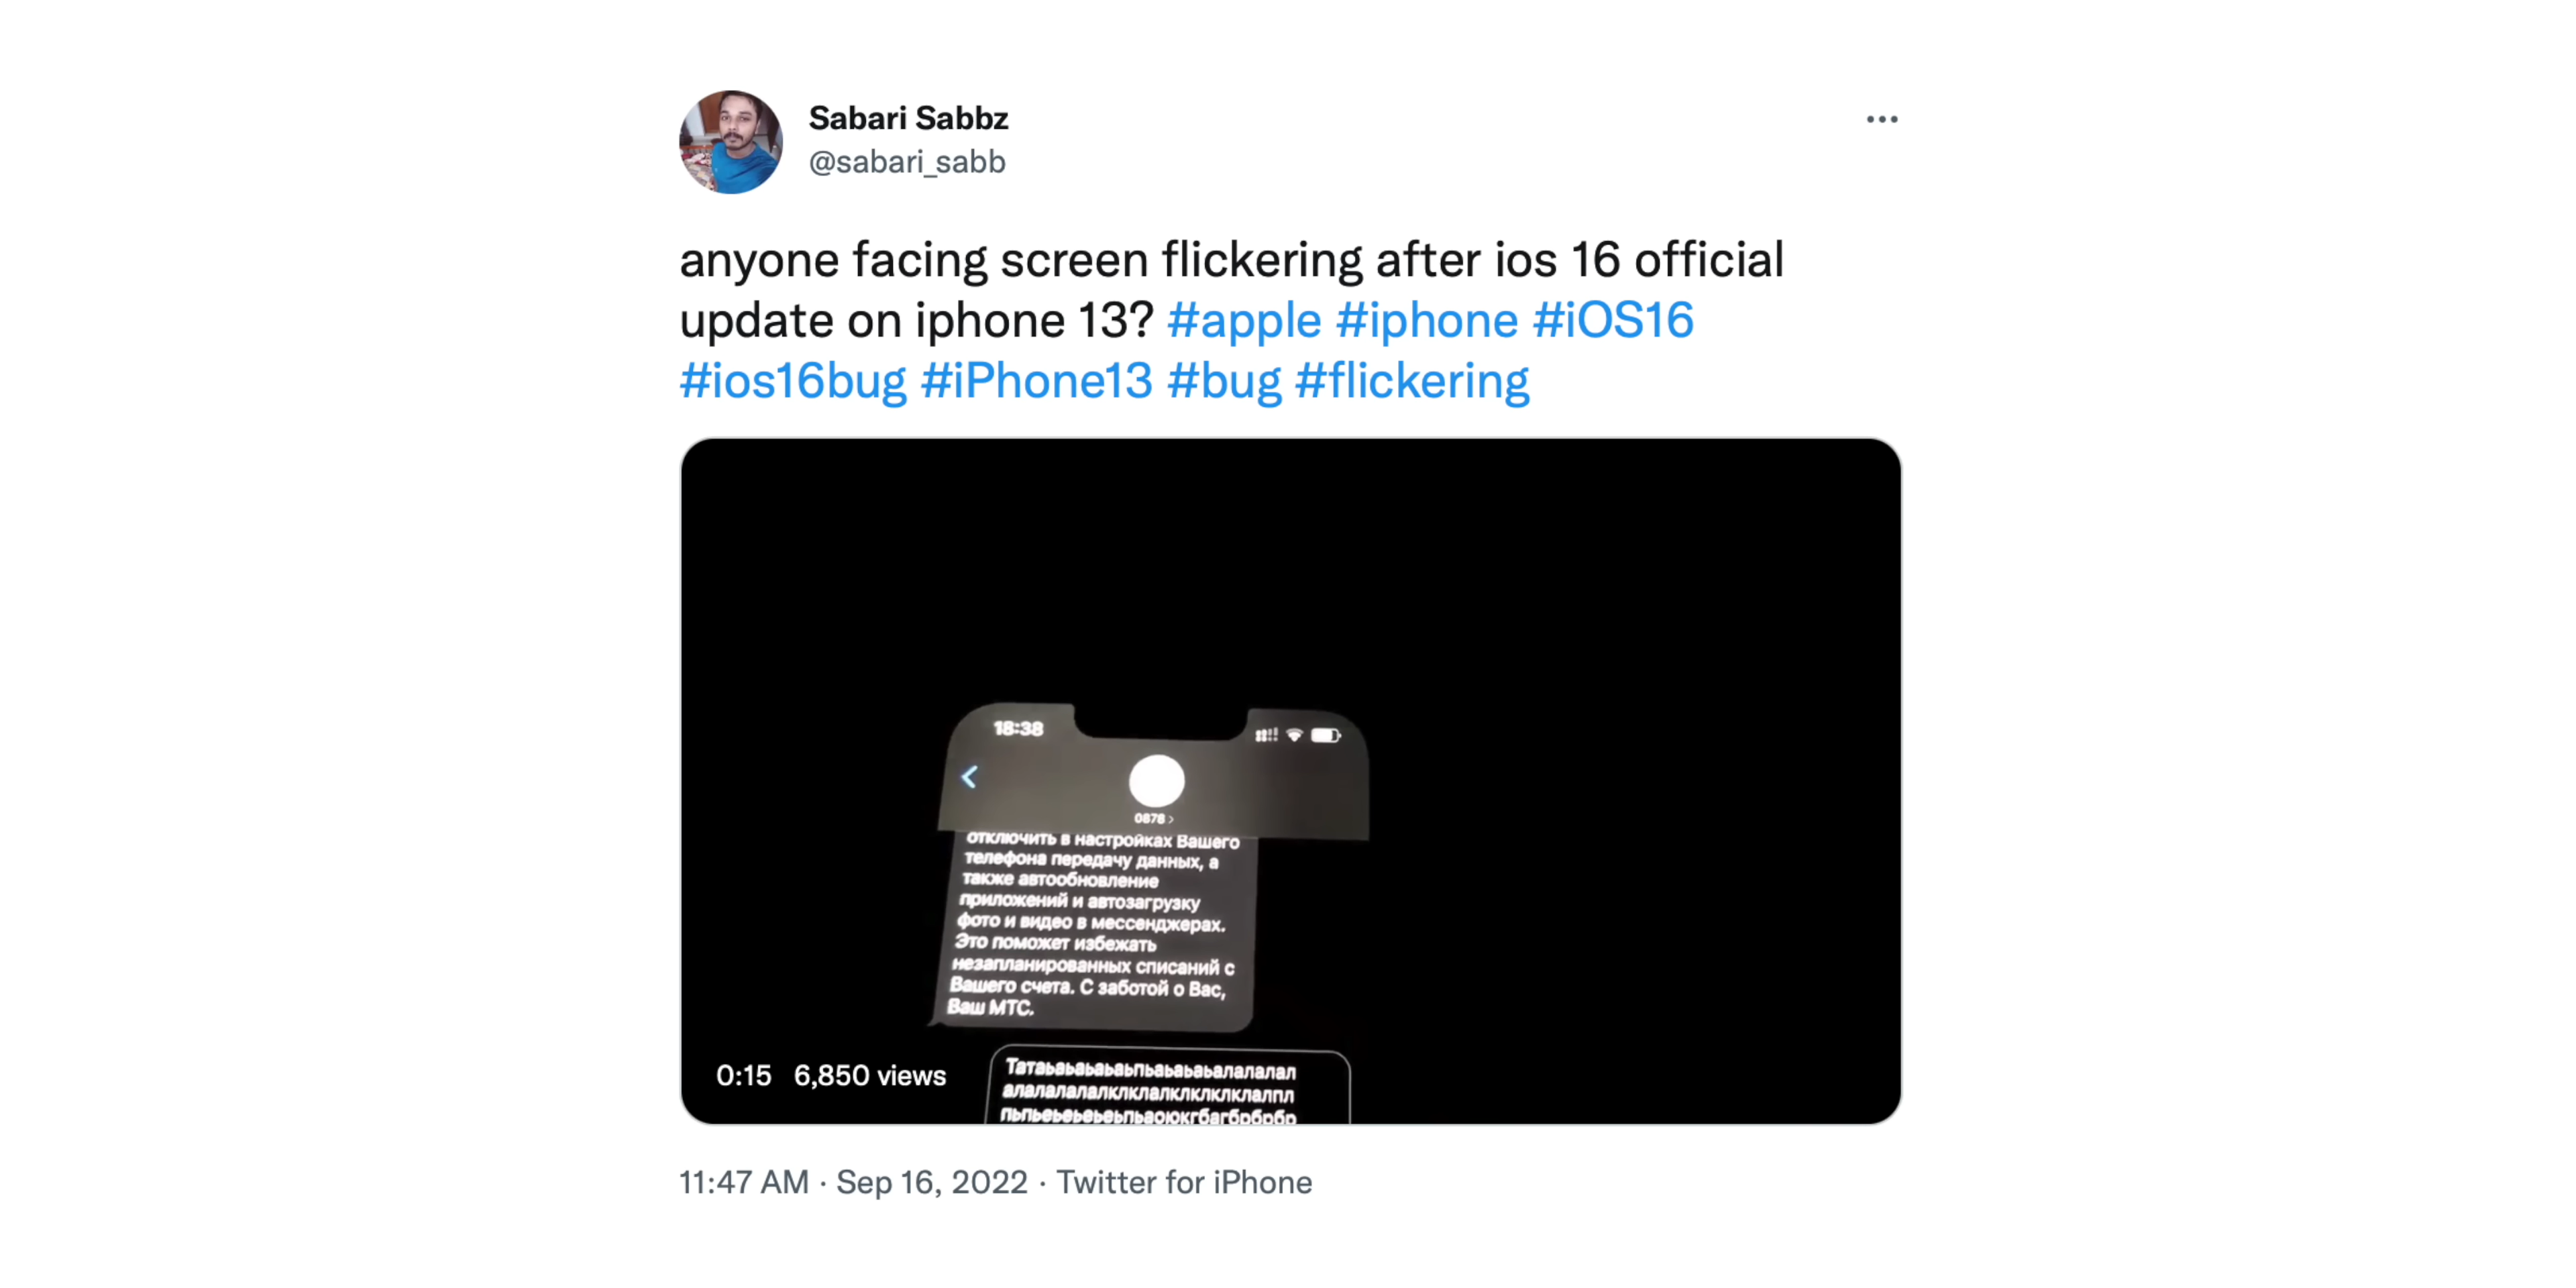 Sabari Sabbz
@sabari_sabb
anyone facing screen flickering after ios 16 official
update on iphone 13? #apple #iphone #iOS16
#ios16bug #iPhone13 #bug #flickering
18:38
0878 >
отключить в настройках Вашего
телефона передачу данных, а
также автообновление
приложений и автозагрузку
фото и видео в мессенджерах.
Это поможет избежать
незапланированных списаний с
Вашего счета. С заботой о Вас,
Ваш МТС.
0:15 6,850 views
11:47 AM · Sep 16, 2022 · Twitter for iPhone